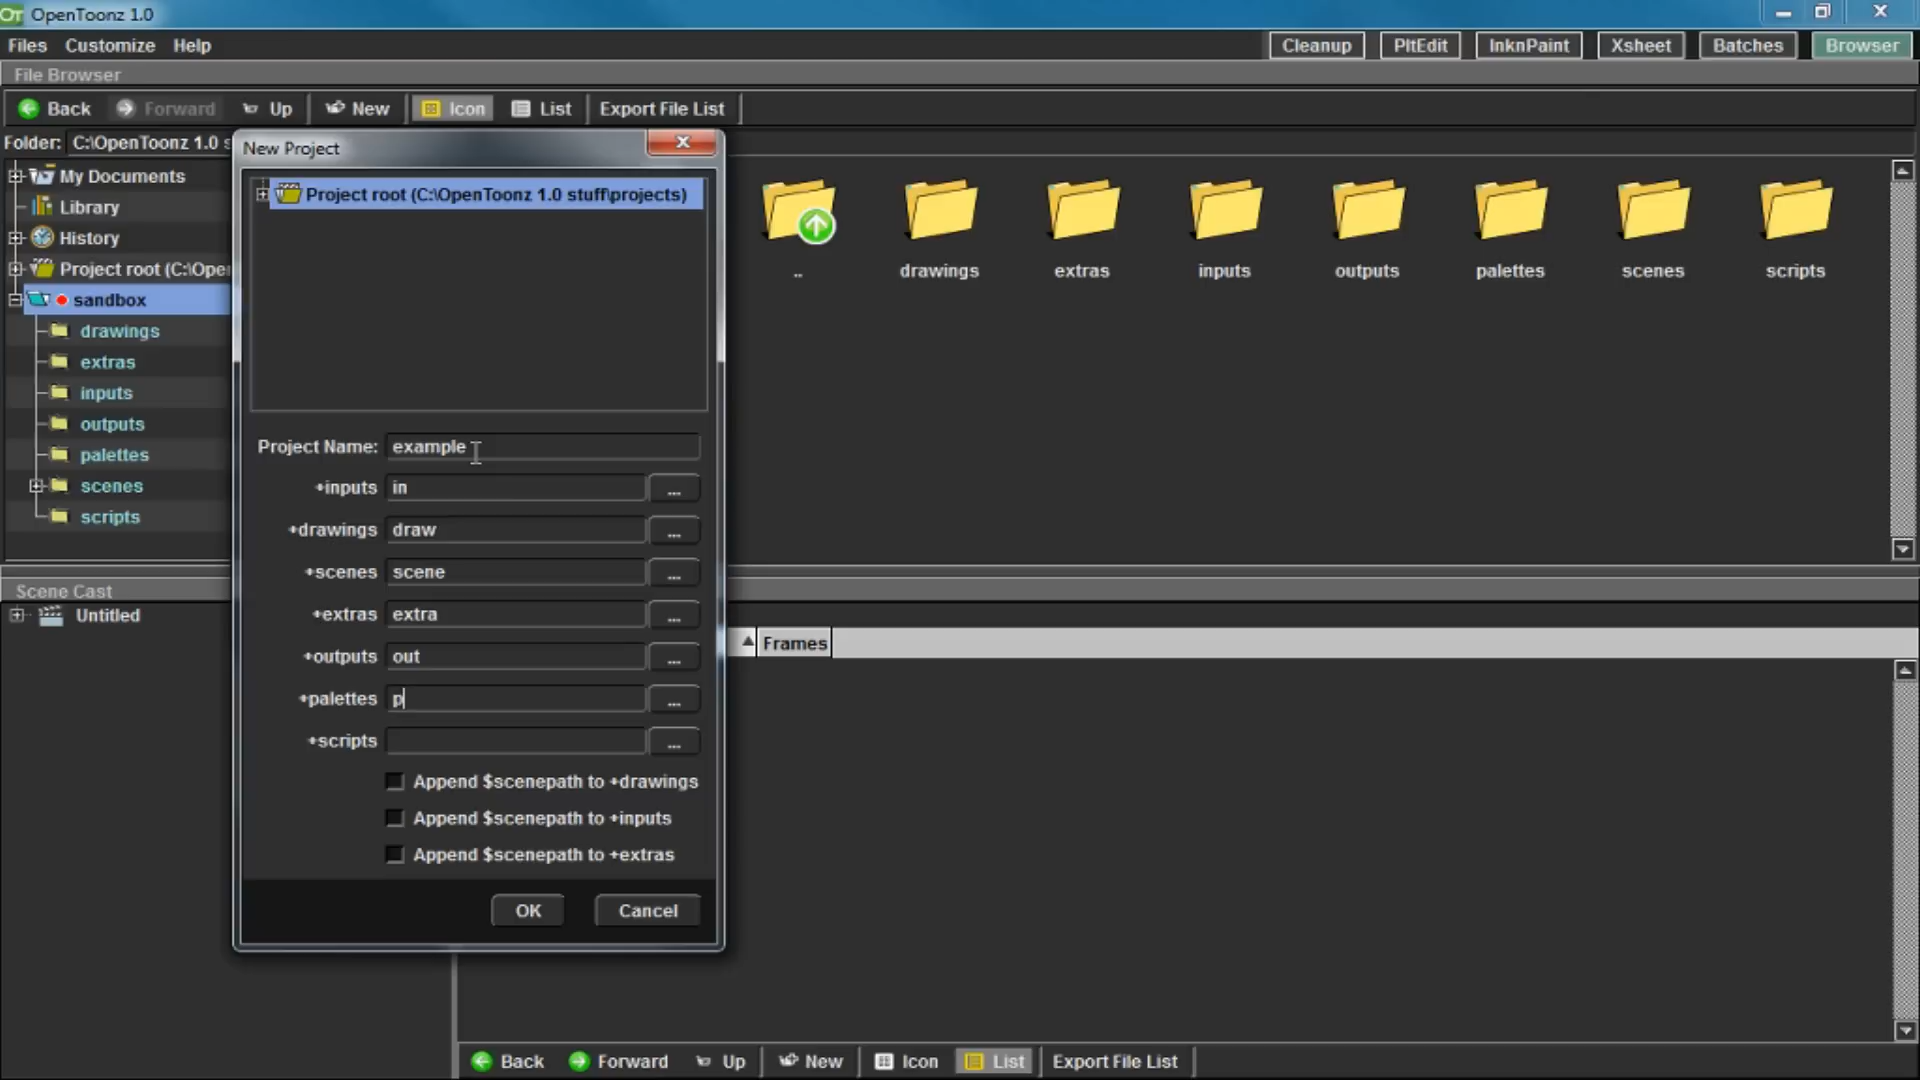 OpenToonz 1.0
Files Customize Help
Cleanup PltEdit InknPaint Xsheet Batches Browser
File Browser
Back Forward Up New Icon List Export File List
Folder: C:\OpenToonz 1.0 s
My Documents
Library
History
Project root (C:\Ope
sandbox
drawings
extras
inputs
outputs
palettes
scenes
scripts
New Project
Project root (C:\OpenToonz 1.0 stuff\projects)
Project Name: example
+inputs in ...
+drawings draw ...
+scenes scene ...
+extras extra ...
+outputs out ...
+palettes p ...
+scripts ...
Append $scenepath to +drawings
Append $scenepath to +inputs
Append $scenepath to +extras
OK Cancel
.. drawings extras inputs outputs palettes scenes scripts
Scene Cast
Untitled
Frames
Back Forward Up New Icon List Export File List